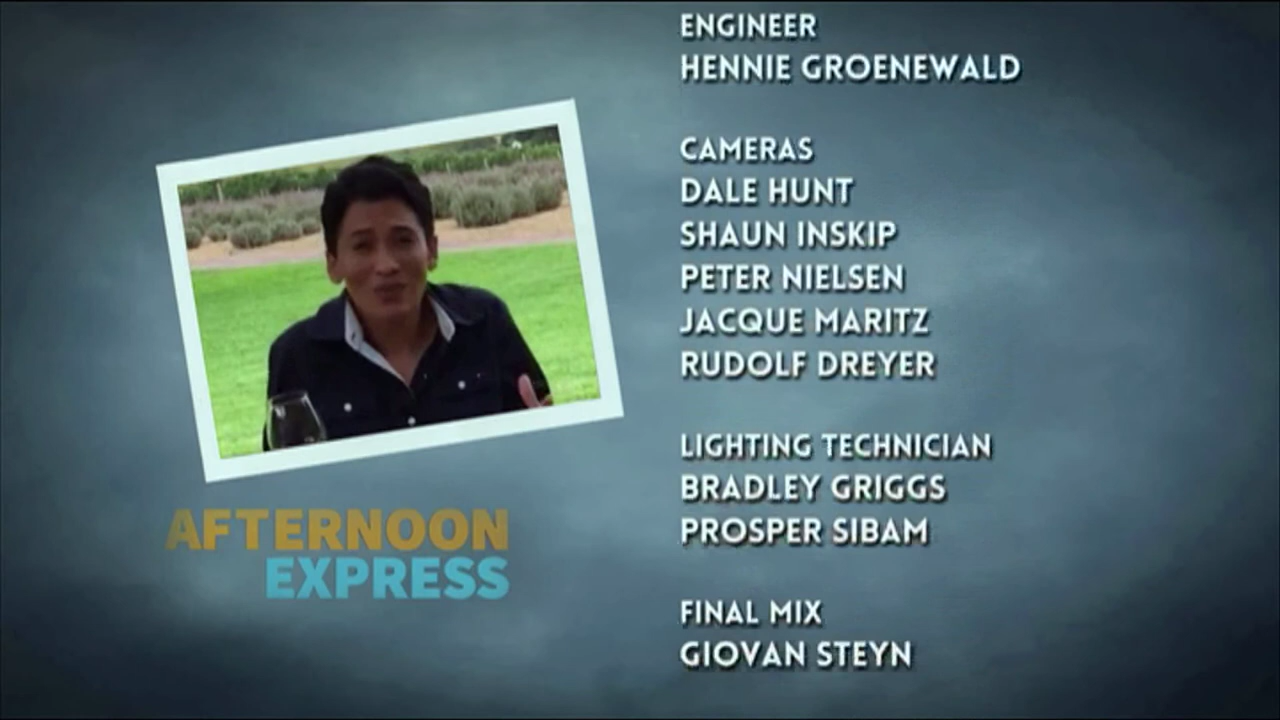 ENGINEER
HENNIE GROENEWALD
CAMERAS
DALE HUNT
SHAUN INSKIP
PETER NIELSEN
JACQUE MARITZ
RUDOLF DREYER
LIGHTING TECHNICIAN
BRADLEY GRIGGS
PROSPER SIBAM
FINAL MIX
GIOVAN STEYN
AFTERNOON
EXPRESS